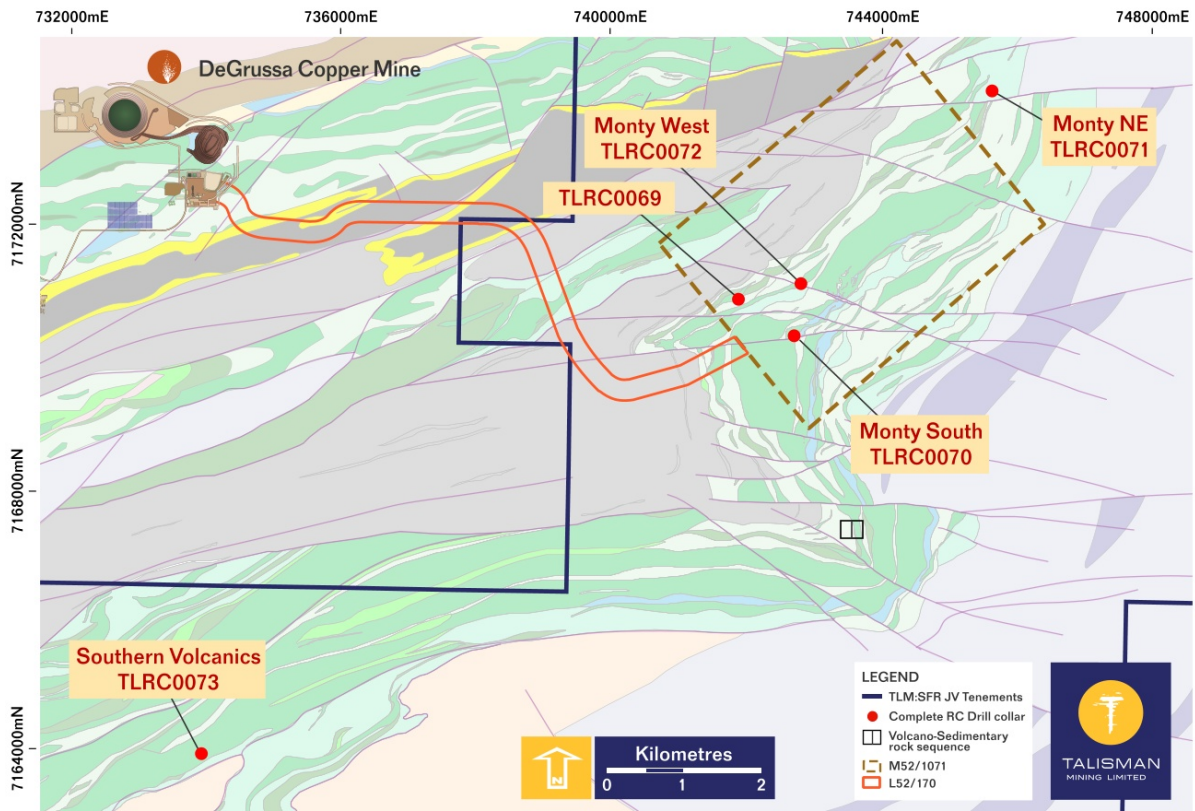 732000mE
736000mE
740000mE
744000mE
748000mE
DeGrussa Copper Mine
Monty West
TLRC0072
Monty NE
TLRC0071
TLRC0069
7172000mN
Monty South
TLRC0070
7168000mN
Southern Volcanics
TLRC0073
7164000mN
N
Kilometres
0 1 2
LEGEND
TLM:SFR JV Tenements
Complete RC Drill collar
Volcano-Sedimentary
rock sequence
M52/1071
L52/170
TALISMAN
MINING LIMITED